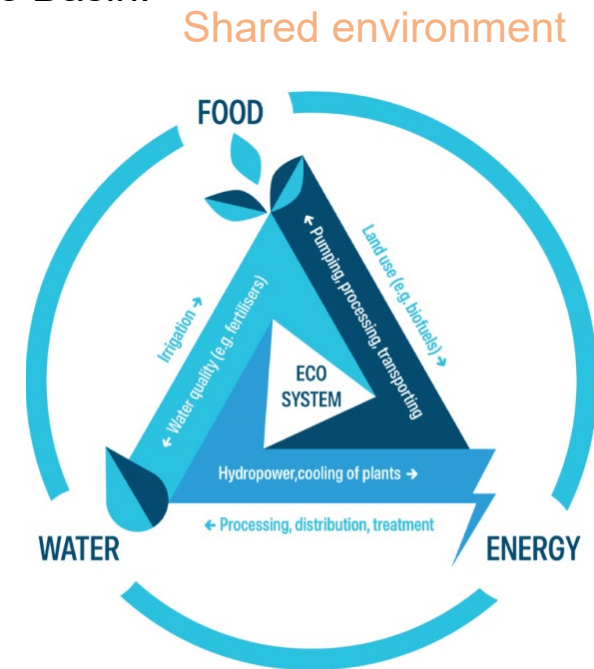 Basin.
Shared environment
FOOD
Irrigation →
← Water quality (e.g. fertilisers)
← Pumping, processing, transporting
Land use (e.g. biofuels) →
ECO
SYSTEM
Hydropower,cooling of plants →
← Processing, distribution, treatment
WATER
ENERGY